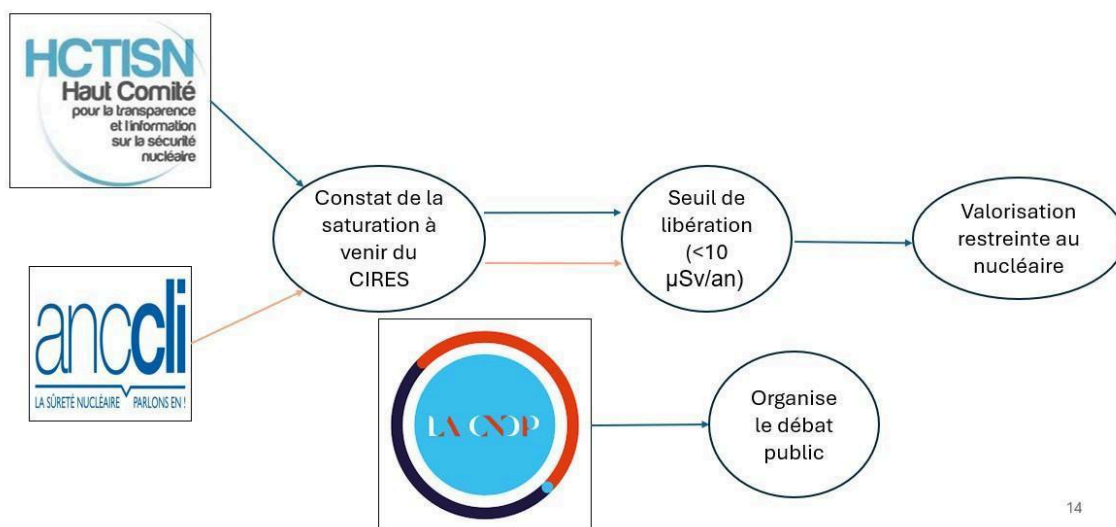 HCTISN
Haut Comité
pour la transparence
et l'information
sur la sécurité
nucléaire
Constat de la
saturation à
venir du
CIRES
Seuil de
libération
(<10
µSv/an)
Valorisation
restreinte au
nucléaire
anccli
LA SÛRETÉ NUCLÉAIRE PARLONS EN !
LA CNDP
Organise
le débat
public
14